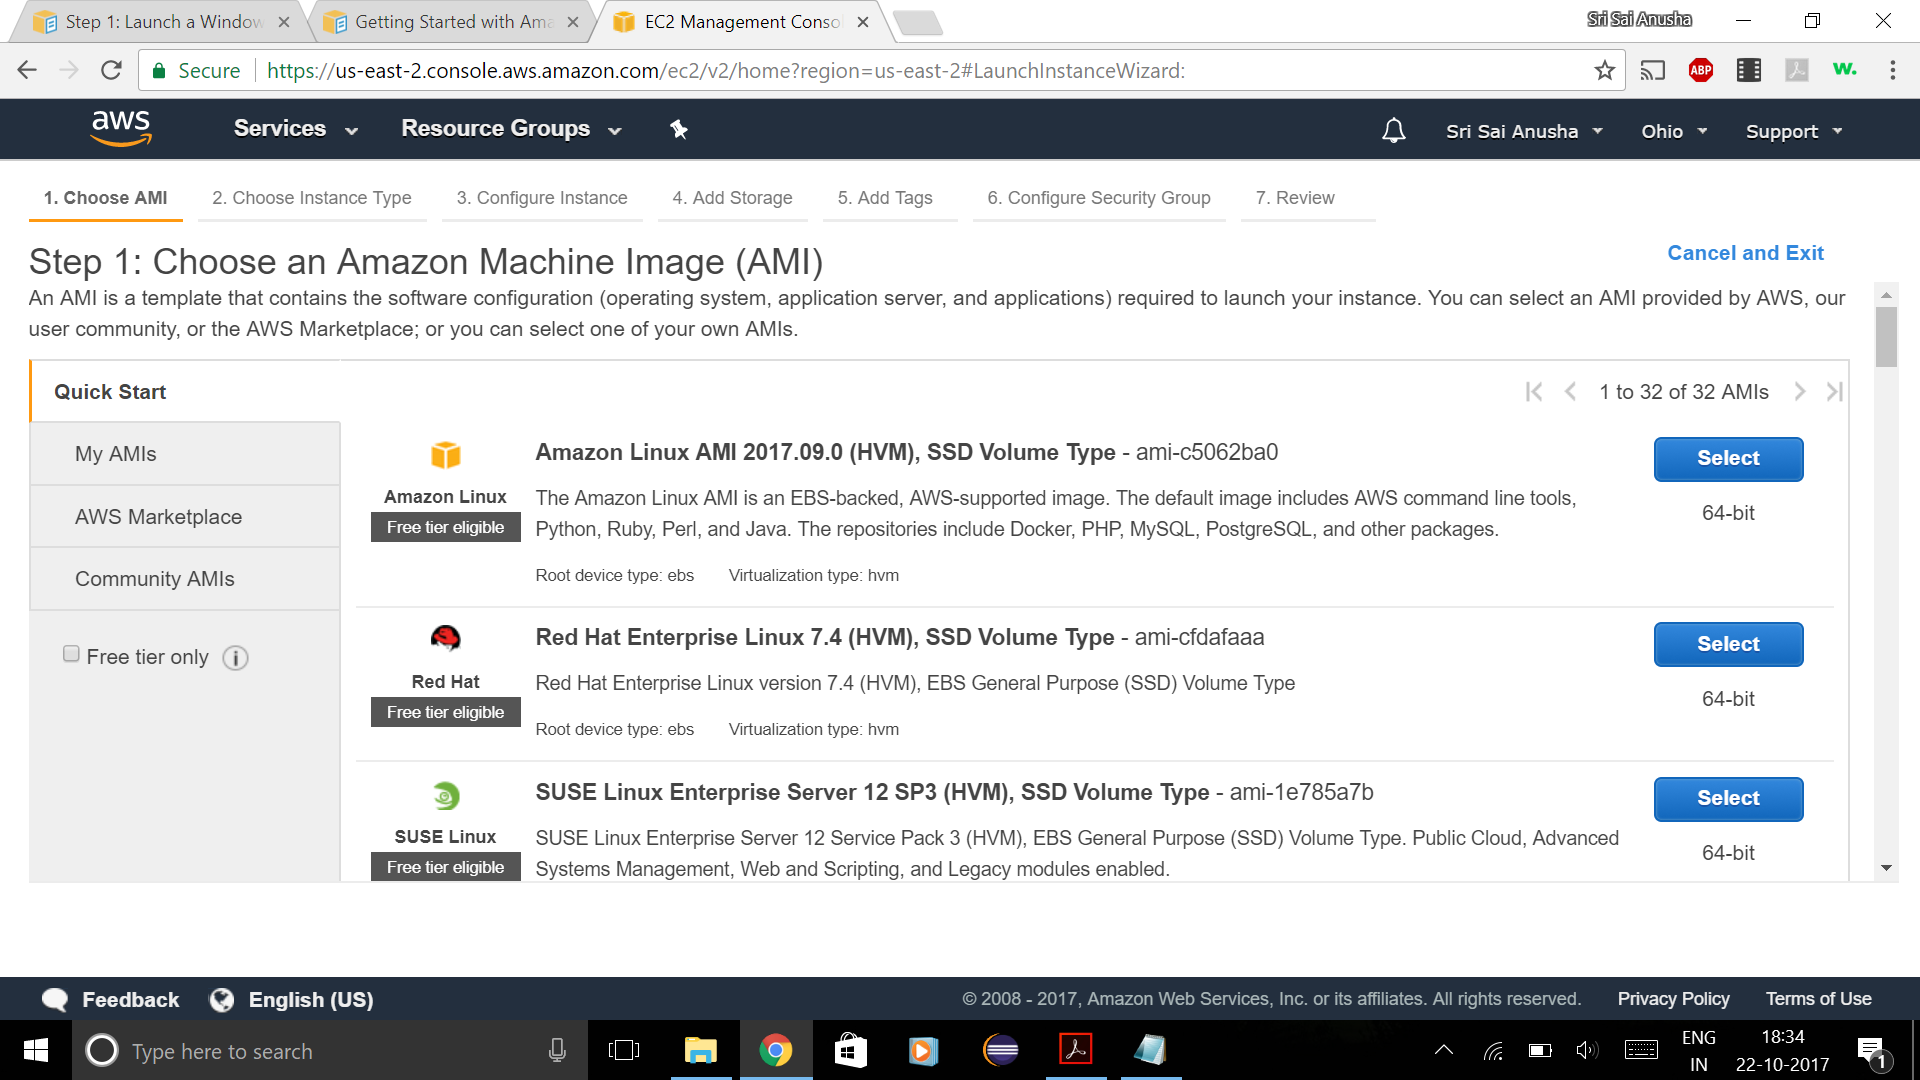 Step 1: Launch a Window
Getting Started with Ama
EC2 Management Conso
Sri Sai Anusha
Secure
https://us-east-2.console.aws.amazon.com/ec2/v2/home?region=us-east-2#LaunchInstanceWizard:
ABP
w.
aws
Services
Resource Groups
Sri Sai Anusha
Ohio
Support
1. Choose AMI
2. Choose Instance Type
3. Configure Instance
4. Add Storage
5. Add Tags
6. Configure Security Group
7. Review
Step 1: Choose an Amazon Machine Image (AMI)
Cancel and Exit
An AMI is a template that contains the software configuration (operating system, application server, and applications) required to launch your instance. You can select an AMI provided by AWS, our
user community, or the AWS Marketplace; or you can select one of your own AMIs.
Quick Start
1 to 32 of 32 AMIs
My AMIs
AWS Marketplace
Community AMIs
Free tier only
i
Amazon Linux
Free tier eligible
Amazon Linux AMI 2017.09.0 (HVM), SSD Volume Type - ami-c5062ba0
The Amazon Linux AMI is an EBS-backed, AWS-supported image. The default image includes AWS command line tools,
Python, Ruby, Perl, and Java. The repositories include Docker, PHP, MySQL, PostgreSQL, and other packages.
Root device type: ebs
Virtualization type: hvm
Select
64-bit
Red Hat
Free tier eligible
Red Hat Enterprise Linux 7.4 (HVM), SSD Volume Type - ami-cfdafaaa
Red Hat Enterprise Linux version 7.4 (HVM), EBS General Purpose (SSD) Volume Type
Root device type: ebs
Virtualization type: hvm
Select
64-bit
SUSE Linux
Free tier eligible
SUSE Linux Enterprise Server 12 SP3 (HVM), SSD Volume Type - ami-1e785a7b
SUSE Linux Enterprise Server 12 Service Pack 3 (HVM), EBS General Purpose (SSD) Volume Type. Public Cloud, Advanced
Systems Management, Web and Scripting, and Legacy modules enabled.
Select
64-bit
Feedback
English (US)
© 2008 - 2017, Amazon Web Services, Inc. or its affiliates. All rights reserved.
Privacy Policy
Terms of Use
Type here to search
ENG
IN
18:34
22-10-2017
1